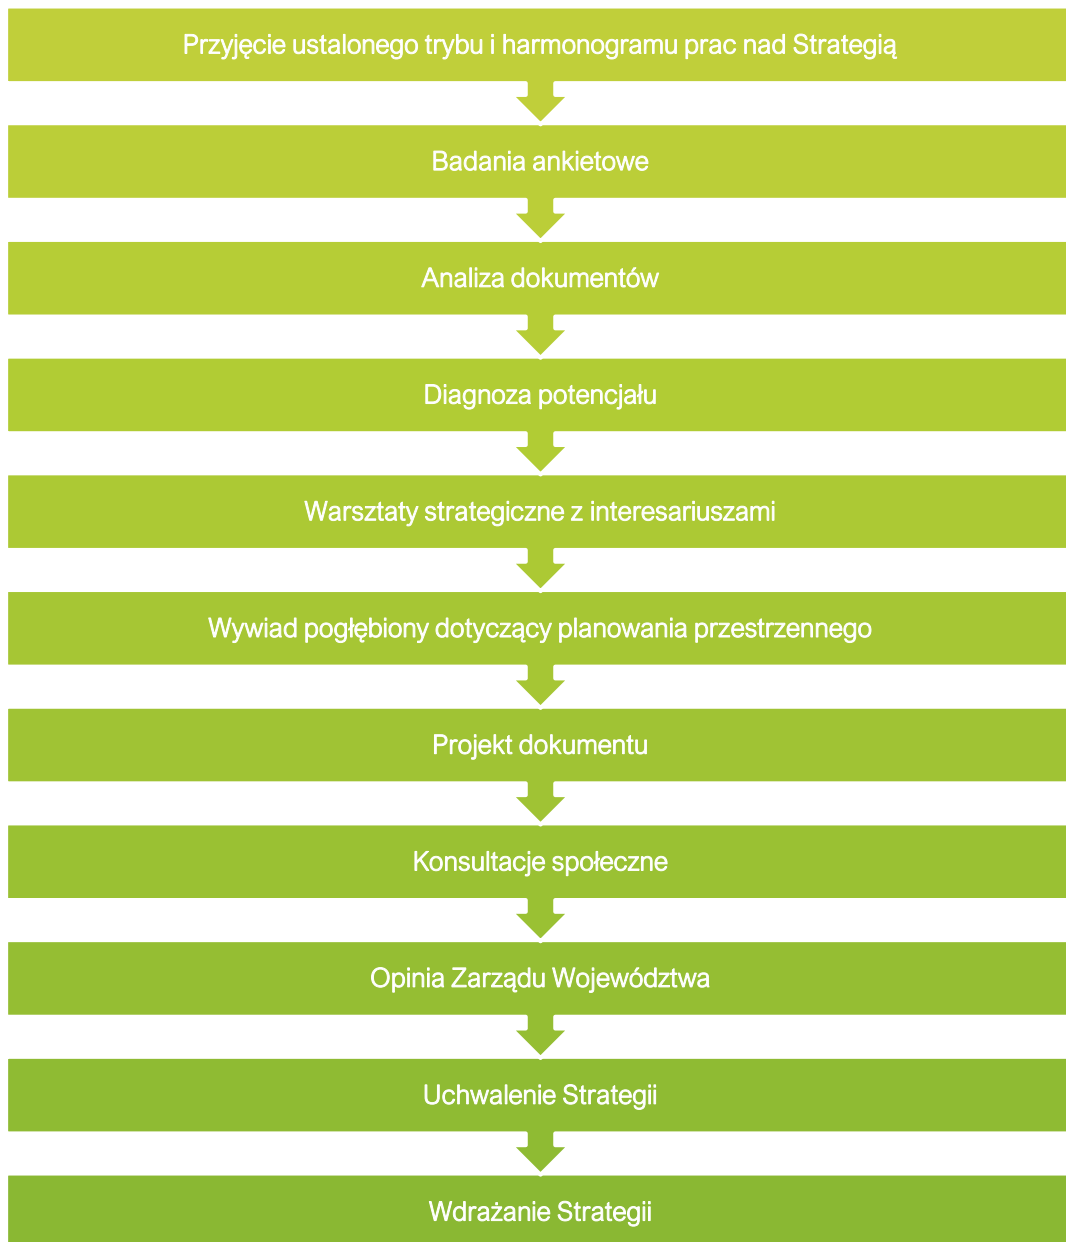 Przyjęcie ustalonego trybu i harmonogramu prac nad Strategią
Badania ankietowe
Analiza dokumentów
Diagnoza potencjału
Warsztaty strategiczne z interesariuszami
Wywiad pogłębiony dotyczący planowania przestrzennego
Projekt dokumentu
Konsultacje społeczne
Opinia Zarządu Województwa
Uchwalenie Strategii
Wdrażanie Strategii